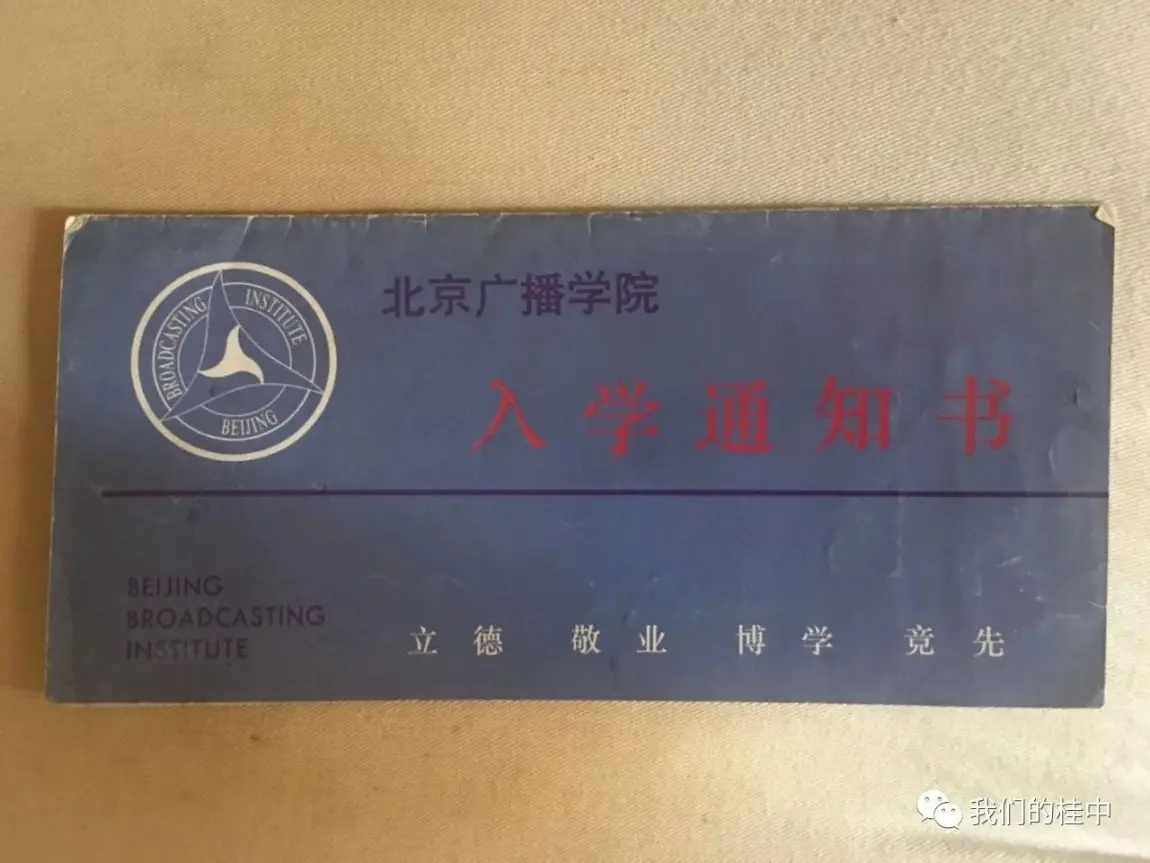 BROADCASTING INSTITUTE
BEIJING
北京广播学院
入学通知书
BEIJING
BROADCASTING
INSTITUTE
立德 敬业 博学 竞先
我们的桂中